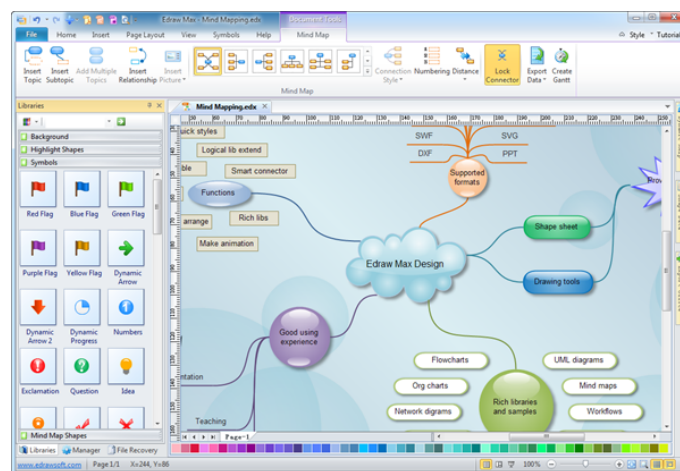 Edraw Max - Mind Mapping.edx
Document Tools
File
Home
Insert
Page Layout
View
Symbols
Help
Mind Map
Style
Tutorial
Insert Topic
Insert Subtopic
Add Multiple Topics
Insert Relationship
Insert Picture
Connection Style
Numbering
Distance
Lock Connector
Export Data
Create Gantt
Mind Map
Libraries
Mind Mapping.edx
Background
Highlight Shapes
Symbols
Red Flag
Blue Flag
Green Flag
Purple Flag
Yellow Flag
Dynamic Arrow
Dynamic Arrow 2
Dynamic Progress
Numbers
Exclamation
Question
Idea
Mind Map Shapes
Libraries
Manager
File Recovery
quick styles
Logical lib extend
Smart connector
Functions
arrange
Rich libs
Make animation
SWF
SVG
DXF
PPT
Supported formats
Edraw Max Design
Shape sheet
Drawing tools
Good using experience
Teaching
Flowcharts
Org charts
Network digrams
Rich libraries and samples
UML diagrams
Mind maps
Workflows
Page-1
www.edrawsoft.com
Page 1/1
X=244, Y=86
100%